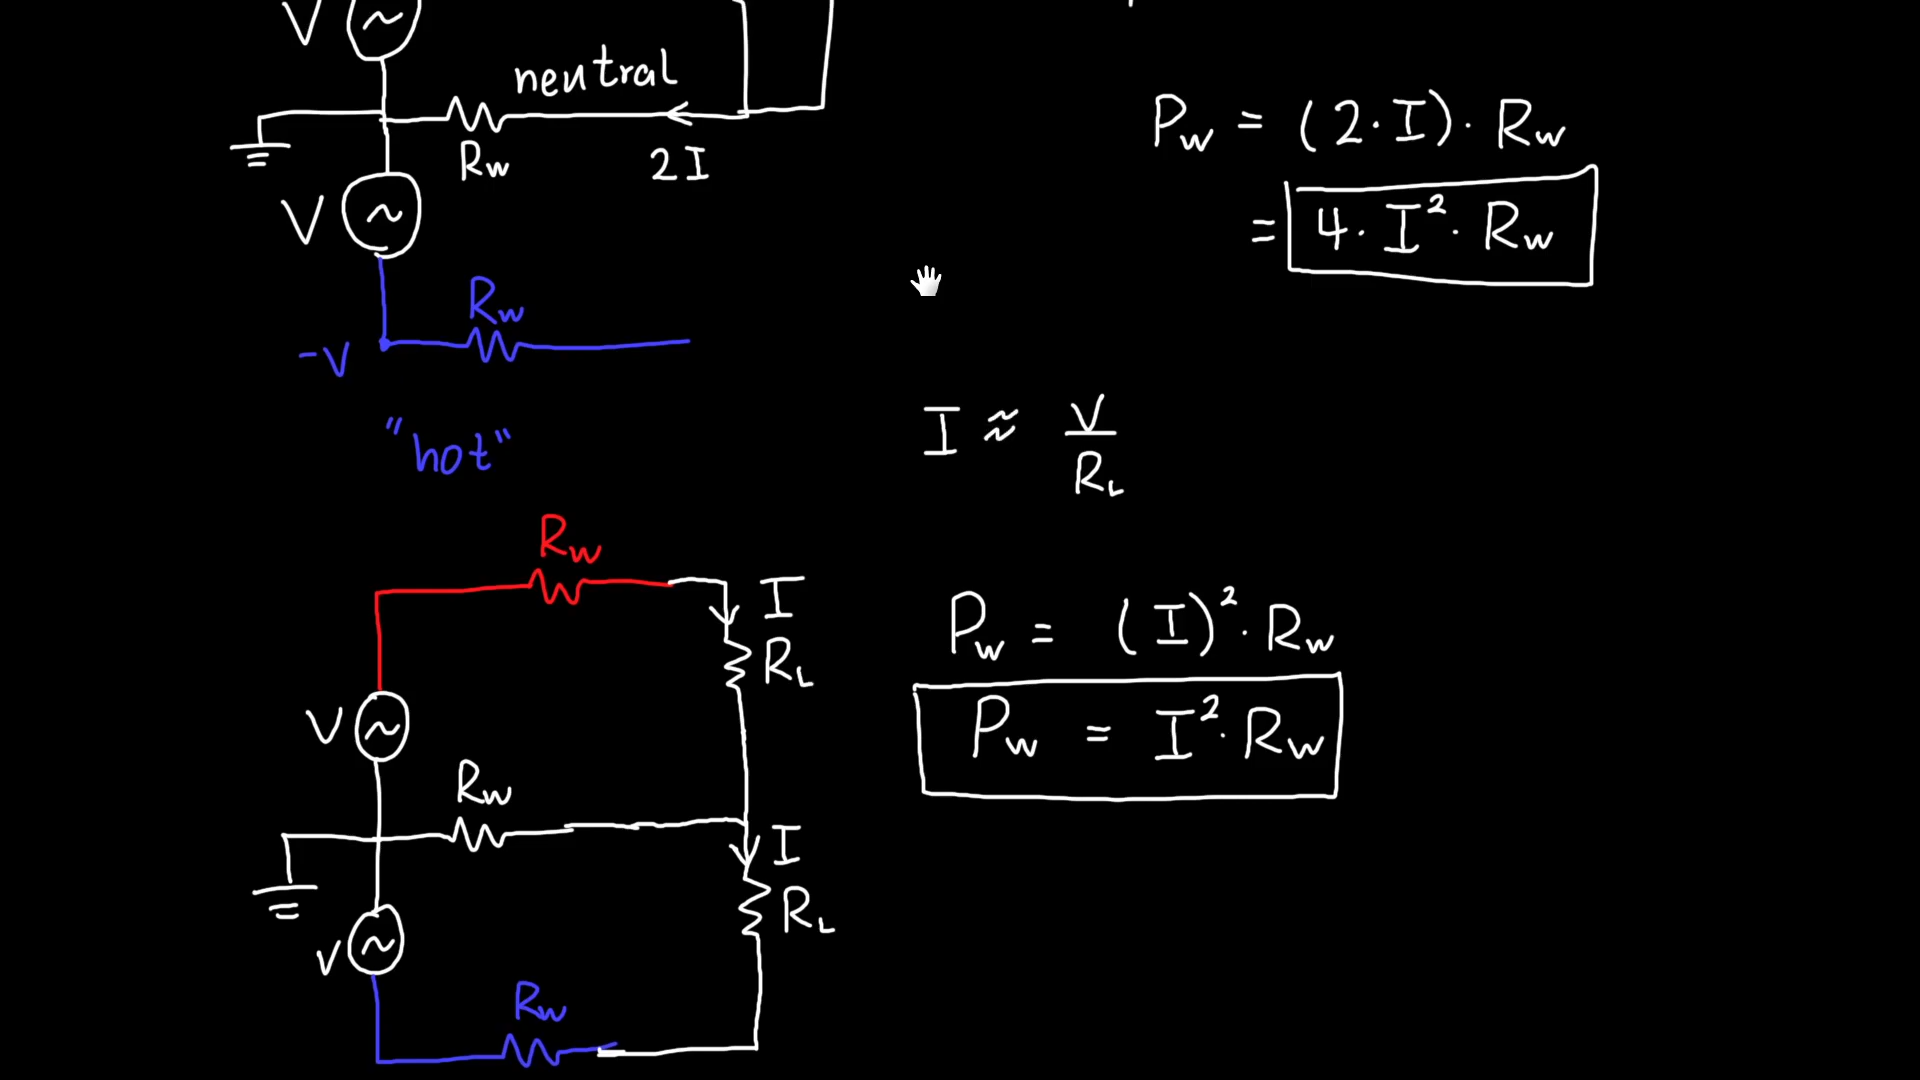 V
neutral
Rw
2I
V
Rw
-V
"hot"
Pw = (2·I)· Rw
= 4· I²· Rw
I ≈ V/RL
Rw
I
RL
V
Rw
I
RL
V
Rw
Pw = (I)²· Rw
Pw = I²· Rw